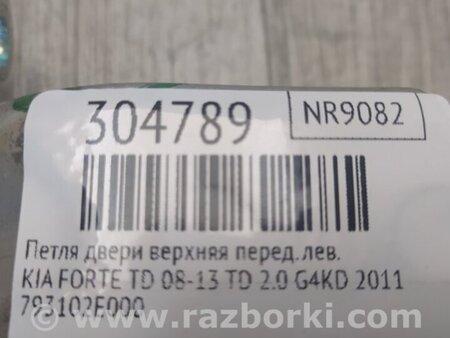 304789
NR9082
Петля двери верхняя перед.лев.
KIA FORTE TD 08-13 TD 2.0 G4KD 2011
793102E000
www.razborki.com